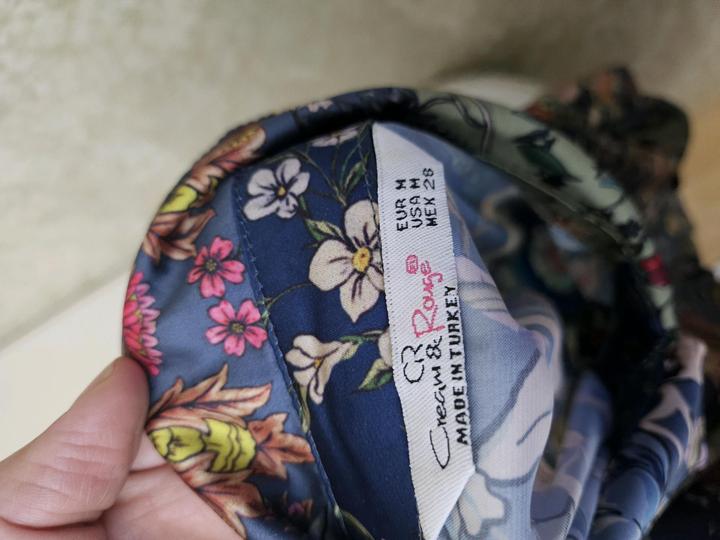 EUR M
USA M
MEX 28
CR
Cream & Rouge
MADE IN TURKEY